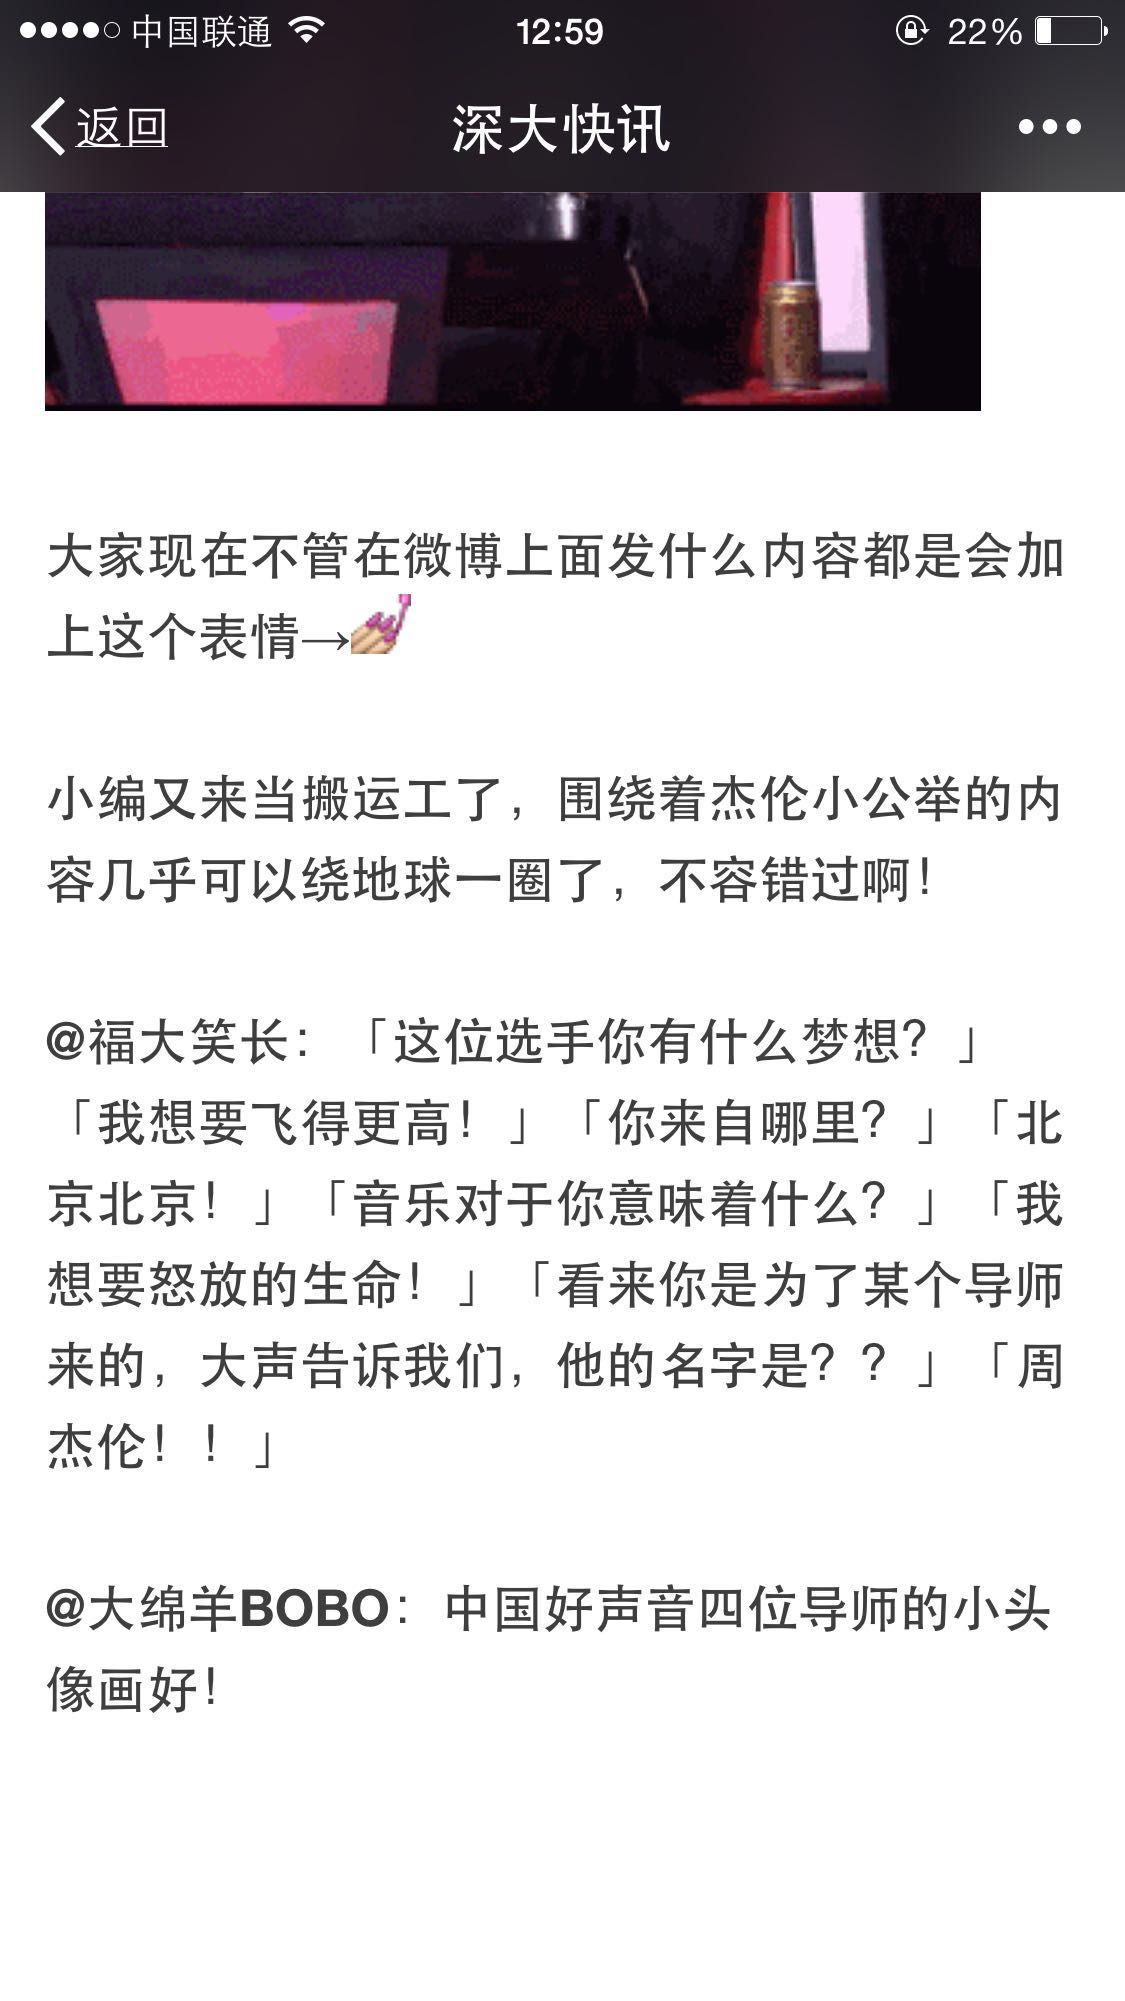 中国联通 12:59 22%
返回 深大快讯
大家现在不管在微博上面发什么内容都是会加
上这个表情→💅
小编又来当搬运工了，围绕着杰伦小公举的内
容几乎可以绕地球一圈了，不容错过啊！
@福大笑长：「这位选手你有什么梦想？」
「我想要飞得更高！」「你来自哪里？」「北
京北京！」「音乐对于你意味着什么？」「我
想要怒放的生命！」「看来你是为了某个导师
来的，大声告诉我们，他的名字是？？」「周
杰伦！！」
@大绵羊BOBO：中国好声音四位导师的小头
像画好！